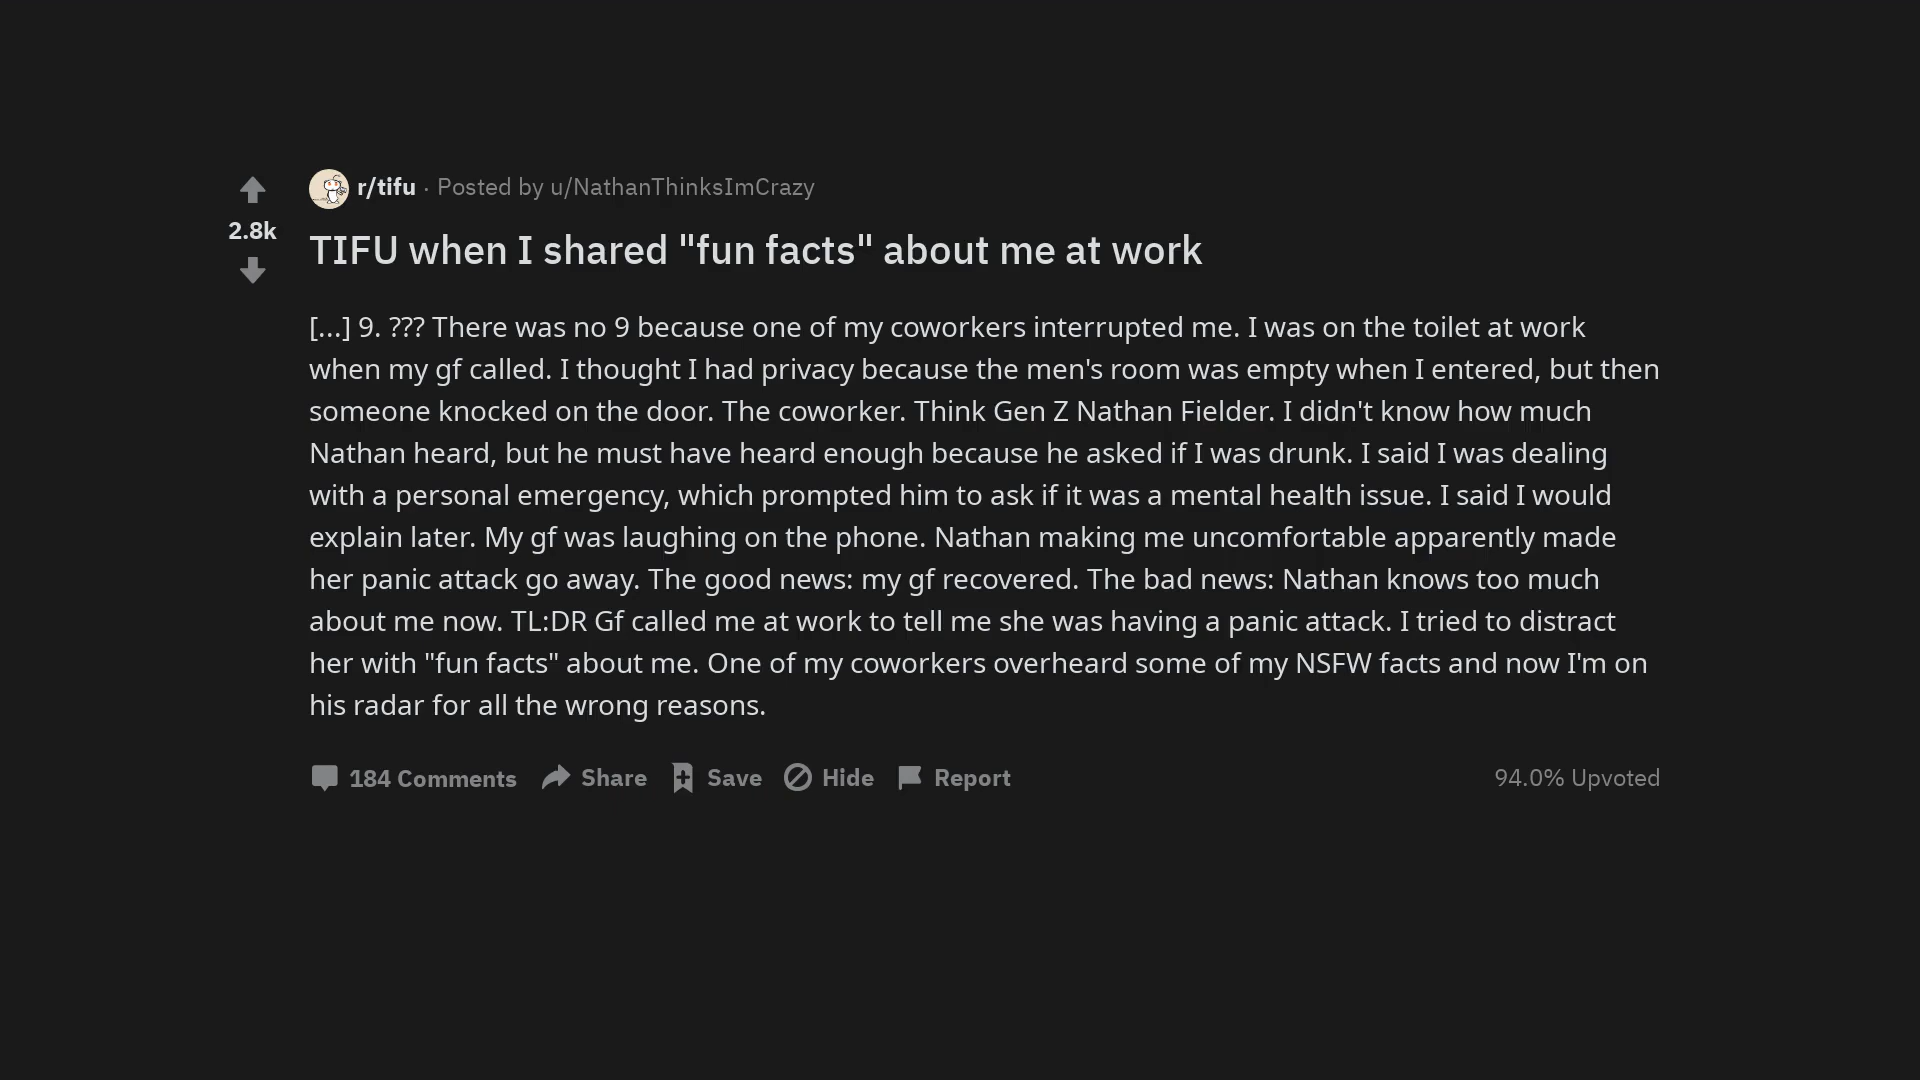 r/tifu · Posted by u/NathanThinksImCrazy
2.8k
TIFU when I shared "fun facts" about me at work
[...] 9. ??? There was no 9 because one of my coworkers interrupted me. I was on the toilet at work
when my gf called. I thought I had privacy because the men's room was empty when I entered, but then
someone knocked on the door. The coworker. Think Gen Z Nathan Fielder. I didn't know how much
Nathan heard, but he must have heard enough because he asked if I was drunk. I said I was dealing
with a personal emergency, which prompted him to ask if it was a mental health issue. I said I would
explain later. My gf was laughing on the phone. Nathan making me uncomfortable apparently made
her panic attack go away. The good news: my gf recovered. The bad news: Nathan knows too much
about me now. TL:DR Gf called me at work to tell me she was having a panic attack. I tried to distract
her with "fun facts" about me. One of my coworkers overheard some of my NSFW facts and now I'm on
his radar for all the wrong reasons.
184 Comments Share Save Hide Report 94.0% Upvoted